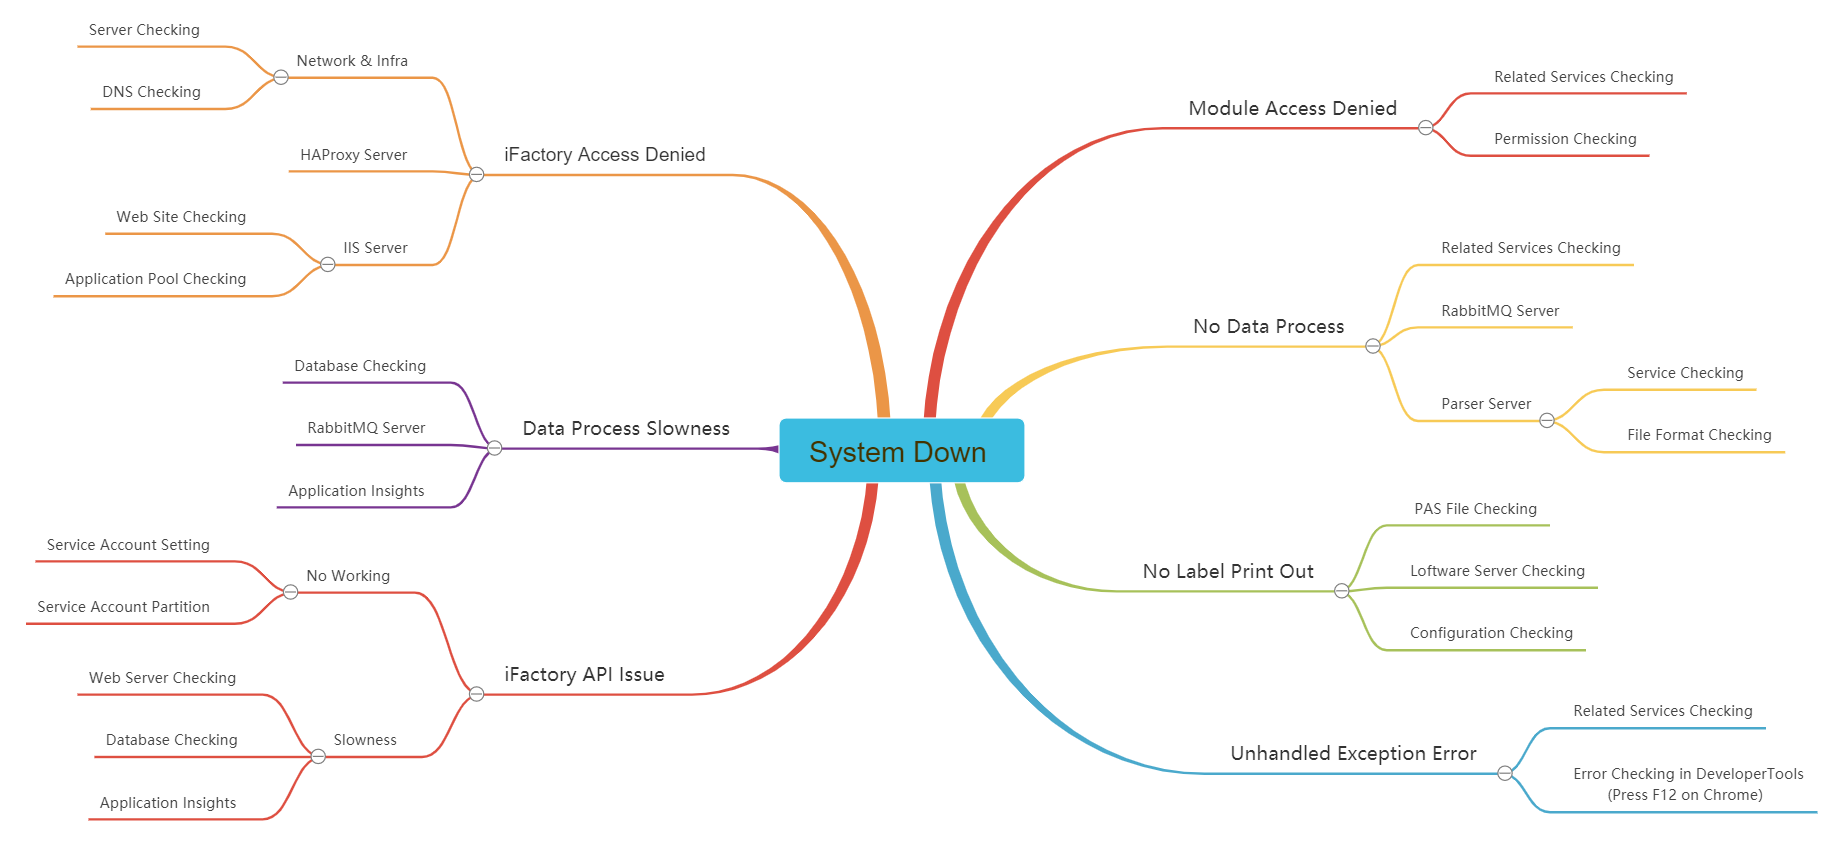 System Down
Module Access Denied
Related Services Checking
Permission Checking
No Data Process
Related Services Checking
RabbitMQ Server
Parser Server
Service Checking
File Format Checking
No Label Print Out
PAS File Checking
Loftware Server Checking
Configuration Checking
Unhandled Exception Error
Related Services Checking
Error Checking in DeveloperTools
(Press F12 on Chrome)
iFactory Access Denied
Network & Infra
Server Checking
DNS Checking
HAProxy Server
IIS Server
Web Site Checking
Application Pool Checking
Data Process Slowness
Database Checking
RabbitMQ Server
Application Insights
iFactory API Issue
No Working
Service Account Setting
Service Account Partition
Slowness
Web Server Checking
Database Checking
Application Insights